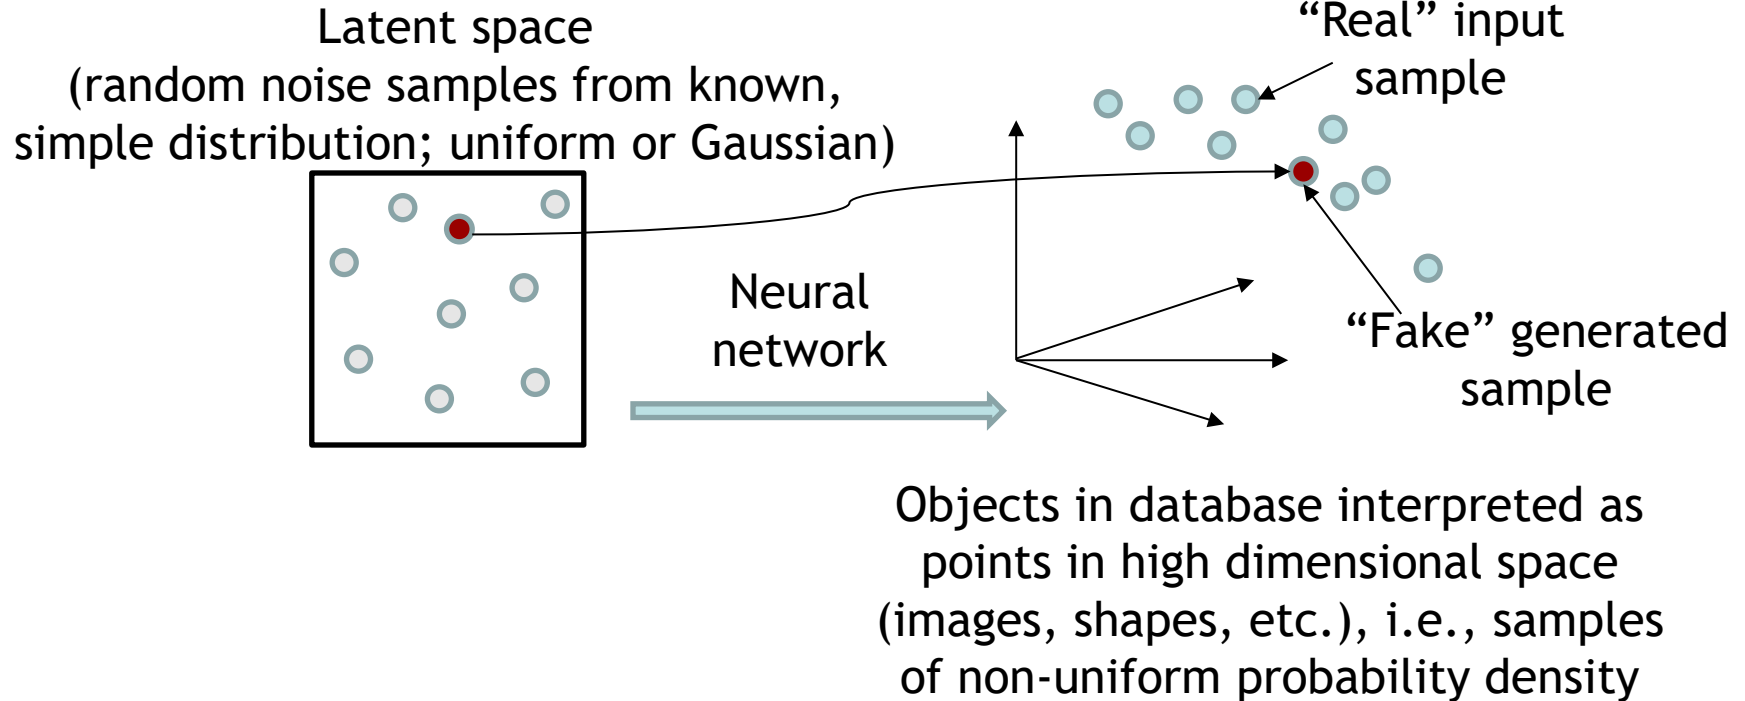 Latent space
(random noise samples from known,
simple distribution; uniform or Gaussian)
“Real” input
sample
Neural
network
“Fake” generated
sample
Objects in database interpreted as
points in high dimensional space
(images, shapes, etc.), i.e., samples
of non-uniform probability density